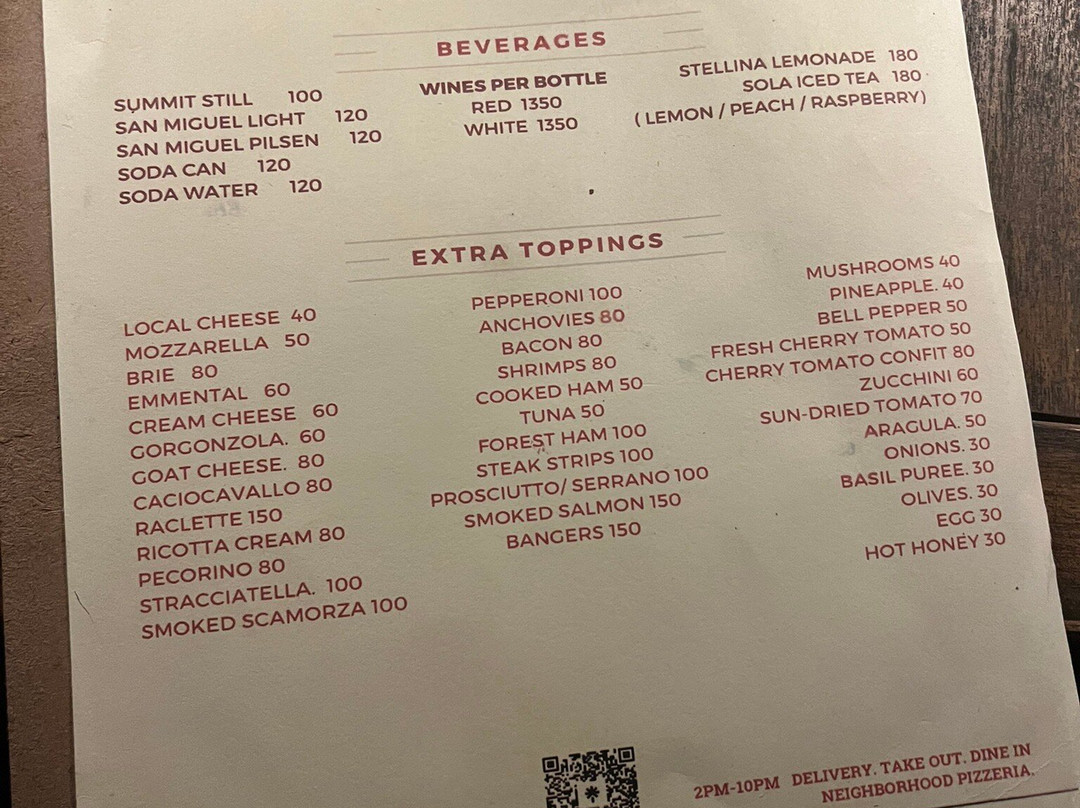 BEVERAGES
SUMMIT STILL 100
SAN MIGUEL LIGHT 120
SAN MIGUEL PILSEN 120
SODA CAN 120
SODA WATER 120
WINES PER BOTTLE
RED 1350
WHITE 1350
STELLINA LEMONADE 180
SOLA ICED TEA 180
( LEMON / PEACH / RASPBERRY)
EXTRA TOPPINGS
LOCAL CHEESE 40
MOZZARELLA 50
BRIE 80
EMMENTAL 60
CREAM CHEESE 60
GORGONZOLA. 60
GOAT CHEESE. 80
CACIOCAVALLO 80
RACLETTE 150
RICOTTA CREAM 80
PECORINO 80
STRACCIATELLA. 100
SMOKED SCAMORZA 100
PEPPERONI 100
ANCHOVIES 80
BACON 80
SHRIMPS 80
COOKED HAM 50
TUNA 50
FOREST HAM 100
STEAK STRIPS 100
PROSCIUTTO/ SERRANO 100
SMOKED SALMON 150
BANGERS 150
MUSHROOMS 40
PINEAPPLE. 40
BELL PEPPER 50
FRESH CHERRY TOMATO 50
CHERRY TOMATO CONFIT 80
ZUCCHINI 60
SUN-DRIED TOMATO 70
ARAGULA. 50
ONIONS. 30
BASIL PUREE. 30
OLIVES. 30
EGG 30
HOT HONEY 30
2PM-10PM DELIVERY. TAKE OUT. DINE IN
NEIGHBORHOOD PIZZERIA.